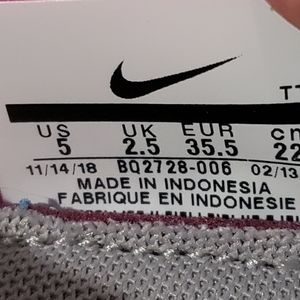 TT
US UK EUR cm
5 2.5 35.5 22
11/14/18 BQ2728-006 02/13
MADE IN INDONESIA
FABRIQUE EN INDONESIE